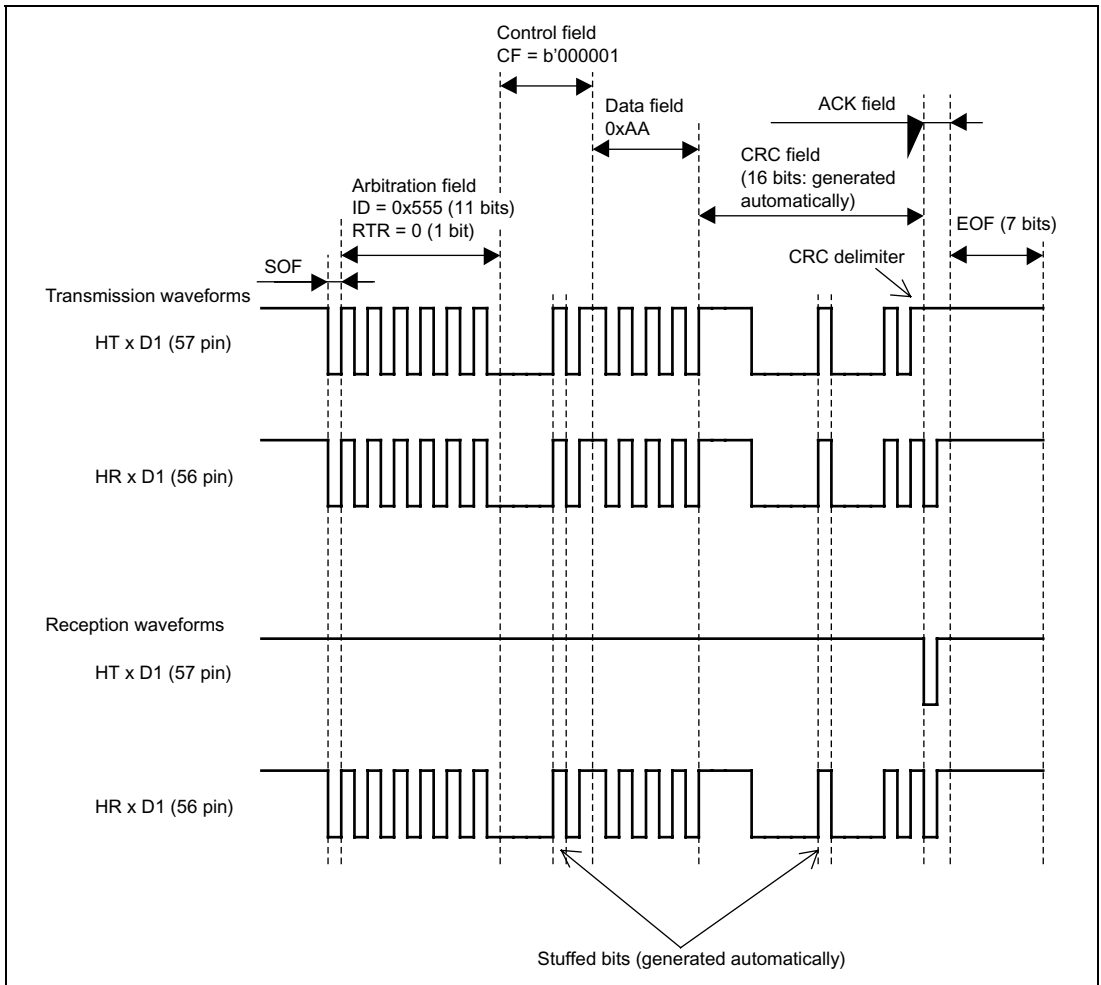 Control field
CF = b'000001
Data field
0xAA
ACK field
CRC field
(16 bits: generated
automatically)
Arbitration field
ID = 0x555 (11 bits)
RTR = 0 (1 bit)
EOF (7 bits)
SOF
CRC delimiter
Transmission waveforms
HT x D1 (57 pin)
HR x D1 (56 pin)
Reception waveforms
HT x D1 (57 pin)
HR x D1 (56 pin)
Stuffed bits (generated automatically)